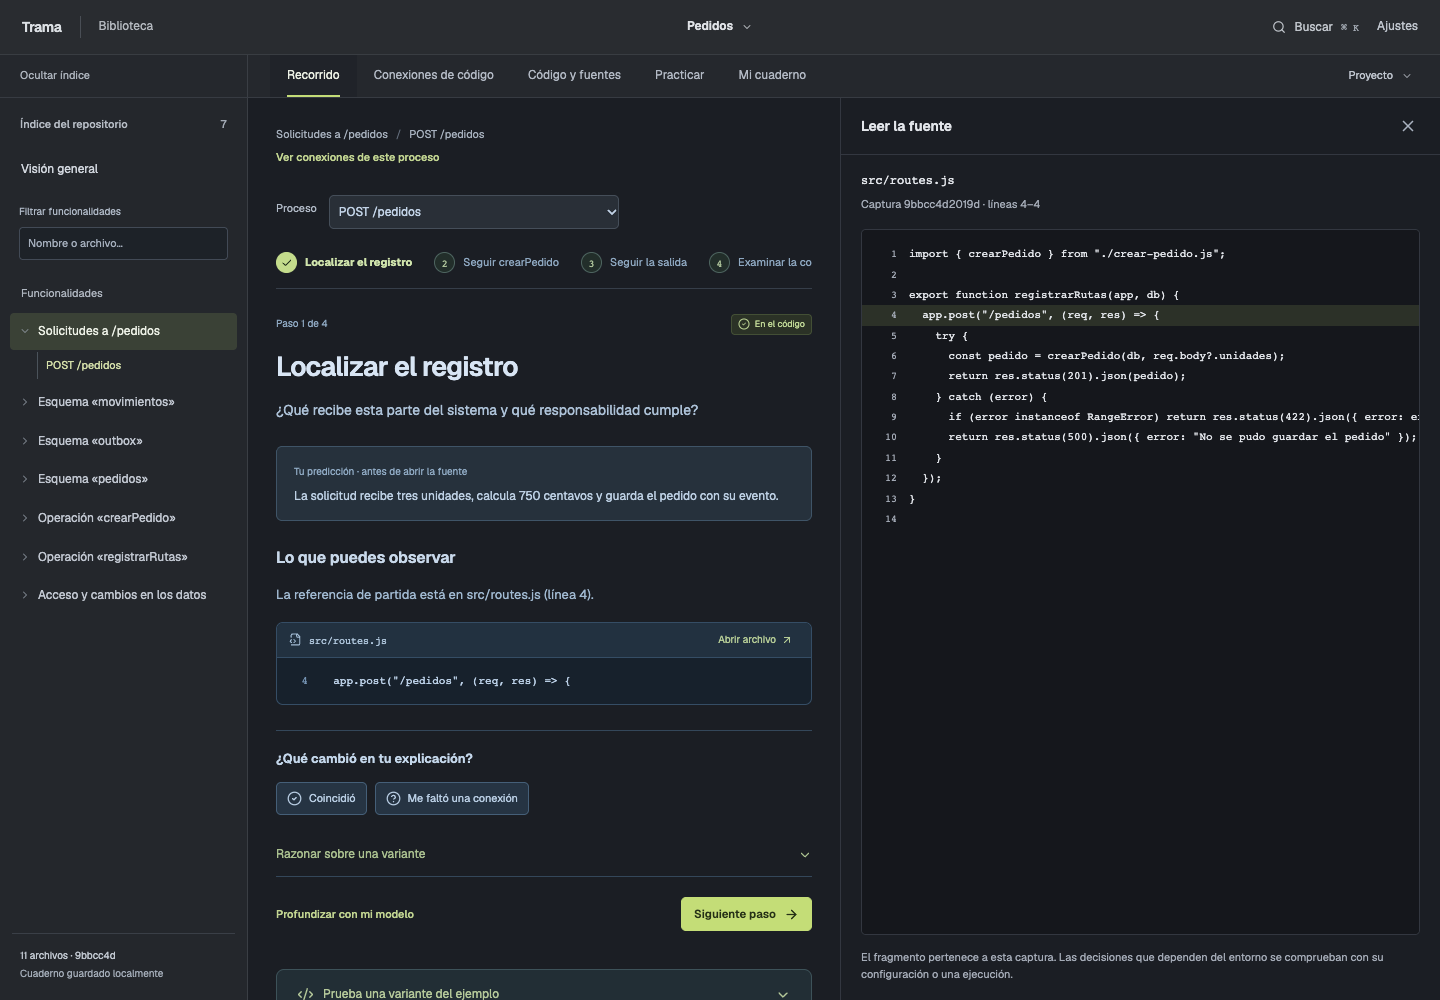 Trama
Biblioteca
Pedidos
Buscar ⌘ K
Ajustes
Ocultar índice
Recorrido
Conexiones de código
Código y fuentes
Practicar
Mi cuaderno
Proyecto
Índice del repositorio 7
Visión general
Filtrar funcionalidades
Nombre o archivo…
Funcionalidades
Solicitudes a /pedidos
POST /pedidos
Esquema «movimientos»
Esquema «outbox»
Esquema «pedidos»
Operación «crearPedido»
Operación «registrarRutas»
Acceso y cambios en los datos
11 archivos · 9bbcc4d
Cuaderno guardado localmente
Solicitudes a /pedidos / POST /pedidos
Ver conexiones de este proceso
Proceso
POST /pedidos
Localizar el registro
2 Seguir crearPedido
3 Seguir la salida
4 Examinar la co
Paso 1 de 4
En el código
Localizar el registro
¿Qué recibe esta parte del sistema y qué responsabilidad cumple?
Tu predicción · antes de abrir la fuente
La solicitud recibe tres unidades, calcula 750 centavos y guarda el pedido con su evento.
Lo que puedes observar
La referencia de partida está en src/routes.js (línea 4).
src/routes.js
Abrir archivo
4 app.post("/pedidos", (req, res) => {
¿Qué cambió en tu explicación?
Coincidió
Me faltó una conexión
Razonar sobre una variante
Profundizar con mi modelo
Siguiente paso
Prueba una variante del ejemplo
Leer la fuente
src/routes.js
Captura 9bbcc4d2019d · líneas 4–4
1 import { crearPedido } from "./crear-pedido.js";
2
3 export function registrarRutas(app, db) {
4 app.post("/pedidos", (req, res) => {
5 try {
6 const pedido = crearPedido(db, req.body?.unidades);
7 return res.status(201).json(pedido);
8 } catch (error) {
9 if (error instanceof RangeError) return res.status(422).json({ error:
10 return res.status(500).json({ error: "No se pudo guardar el pedido" });
11 }
12 });
13 }
14
El fragmento pertenece a esta captura. Las decisiones que dependen del entorno se comprueban con su
configuración o una ejecución.